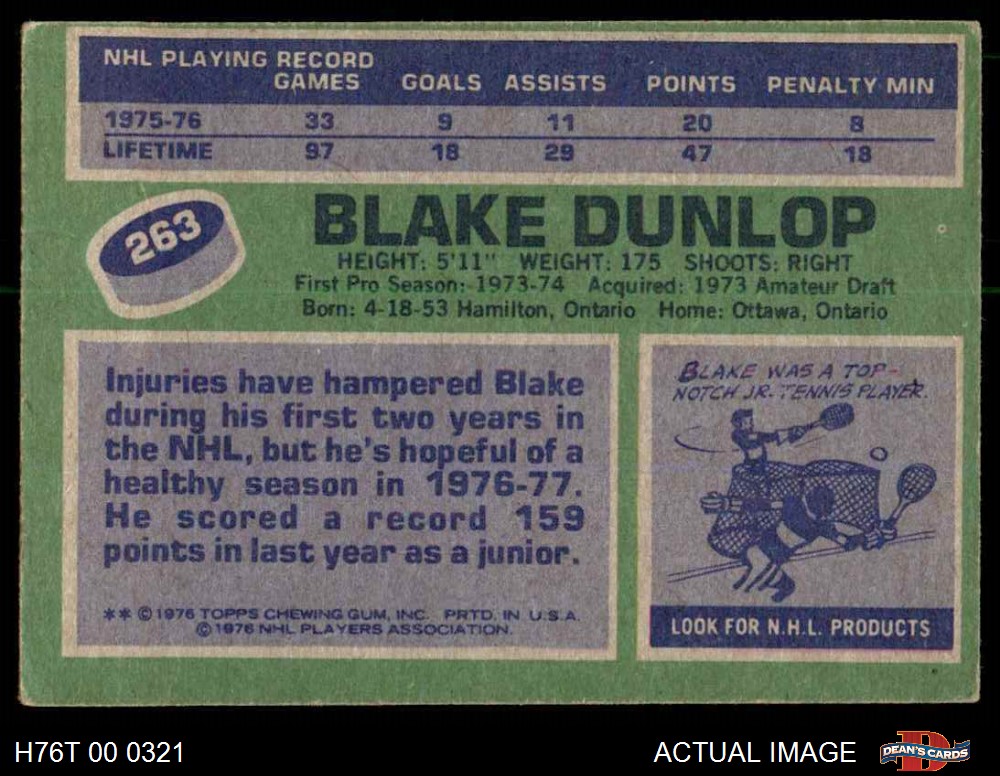 NHL PLAYING RECORD
GAMES GOALS ASSISTS POINTS PENALTY MIN
1975-76 33 9 11 20 8
LIFETIME 97 18 29 47 18
263
BLAKE DUNLOP
HEIGHT: 5'11" WEIGHT: 175 SHOOTS: RIGHT
First Pro Season: 1973-74 Acquired: 1973 Amateur Draft
Born: 4-18-53 Hamilton, Ontario Home: Ottawa, Ontario
Injuries have hampered Blake
during his first two years in
the NHL, but he's hopeful of a
healthy season in 1976-77.
He scored a record 159
points in last year as a junior.
** © 1976 TOPPS CHEWING GUM, INC. PRTD. IN U.S.A.
© 1976 NHL PLAYERS ASSOCIATION.
BLAKE WAS A TOP-
NOTCH JR. TENNIS PLAYER.
LOOK FOR N.H.L. PRODUCTS
H76T 00 0321
ACTUAL IMAGE
D
DEAN'S CARDS